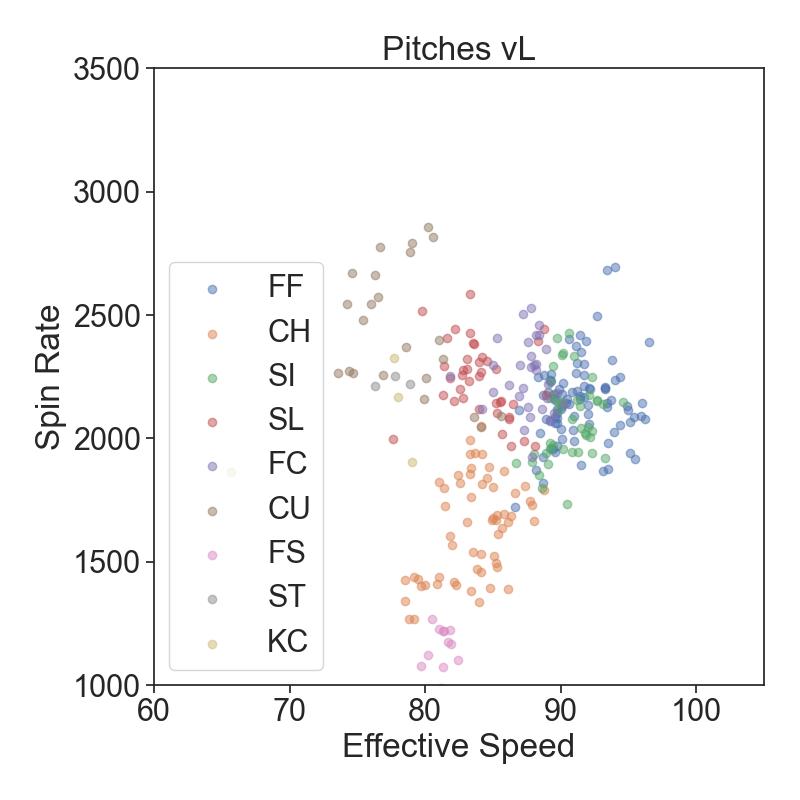 Pitches vL
3500
3000
2500
2000
1500
1000
Spin Rate
FF
CH
SI
SL
FC
CU
FS
ST
KC
60 70 80 90 100
Effective Speed